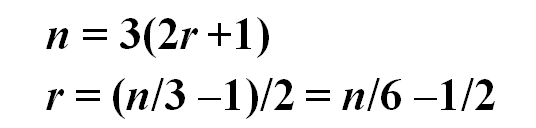 n = 3(2r +1)
r = (n/3 –1)/2 = n/6 –1/2